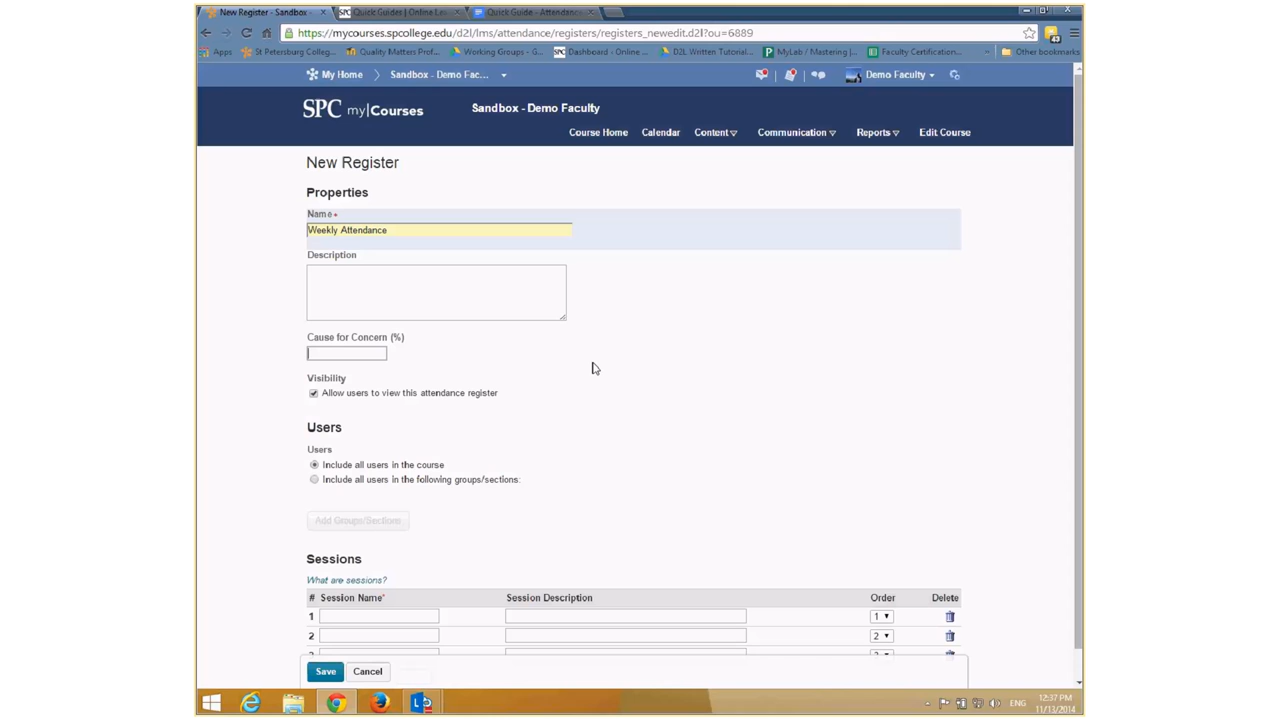 New Register - Sandbox -
Quick Guides | Online Le
Quick Guide - Attendance
https://mycourses.spcollege.edu/d2l/lms/attendance/registers/registers_newedit.d2l?ou=6889
Apps
St Petersburg Colleg...
Quality Matters Prof...
Working Groups - G...
SPC Dashboard - Online ...
D2L Written Tutorial...
MyLab / Mastering |...
Faculty Certification...
»
Other bookmarks
My Home
Sandbox - Demo Fac...
Demo Faculty
SPC my|Courses
Sandbox - Demo Faculty
Course Home Calendar Content Communication Reports Edit Course
New Register
Properties
Name
Weekly Attendance
Description
Cause for Concern (%)
Visibility
Allow users to view this attendance register
Users
Users
Include all users in the course
Include all users in the following groups/sections:
Add Groups/Sections
Sessions
What are sessions?
# Session Name* Session Description Order Delete
1 1
2 2
Save Cancel
ENG
12:37 PM
11/13/2014